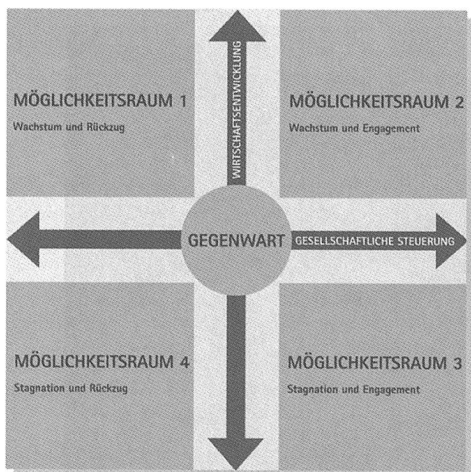 MÖGLICHKEITSRAUM 1
Wachstum und Rückzug
WIRTSCHAFTSENTWICKLUNG
MÖGLICHKEITSRAUM 2
Wachstum und Engagement
GEGENWART
GESELLSCHAFTLICHE STEUERUNG
MÖGLICHKEITSRAUM 4
Stagnation und Rückzug
MÖGLICHKEITSRAUM 3
Stagnation und Engagement